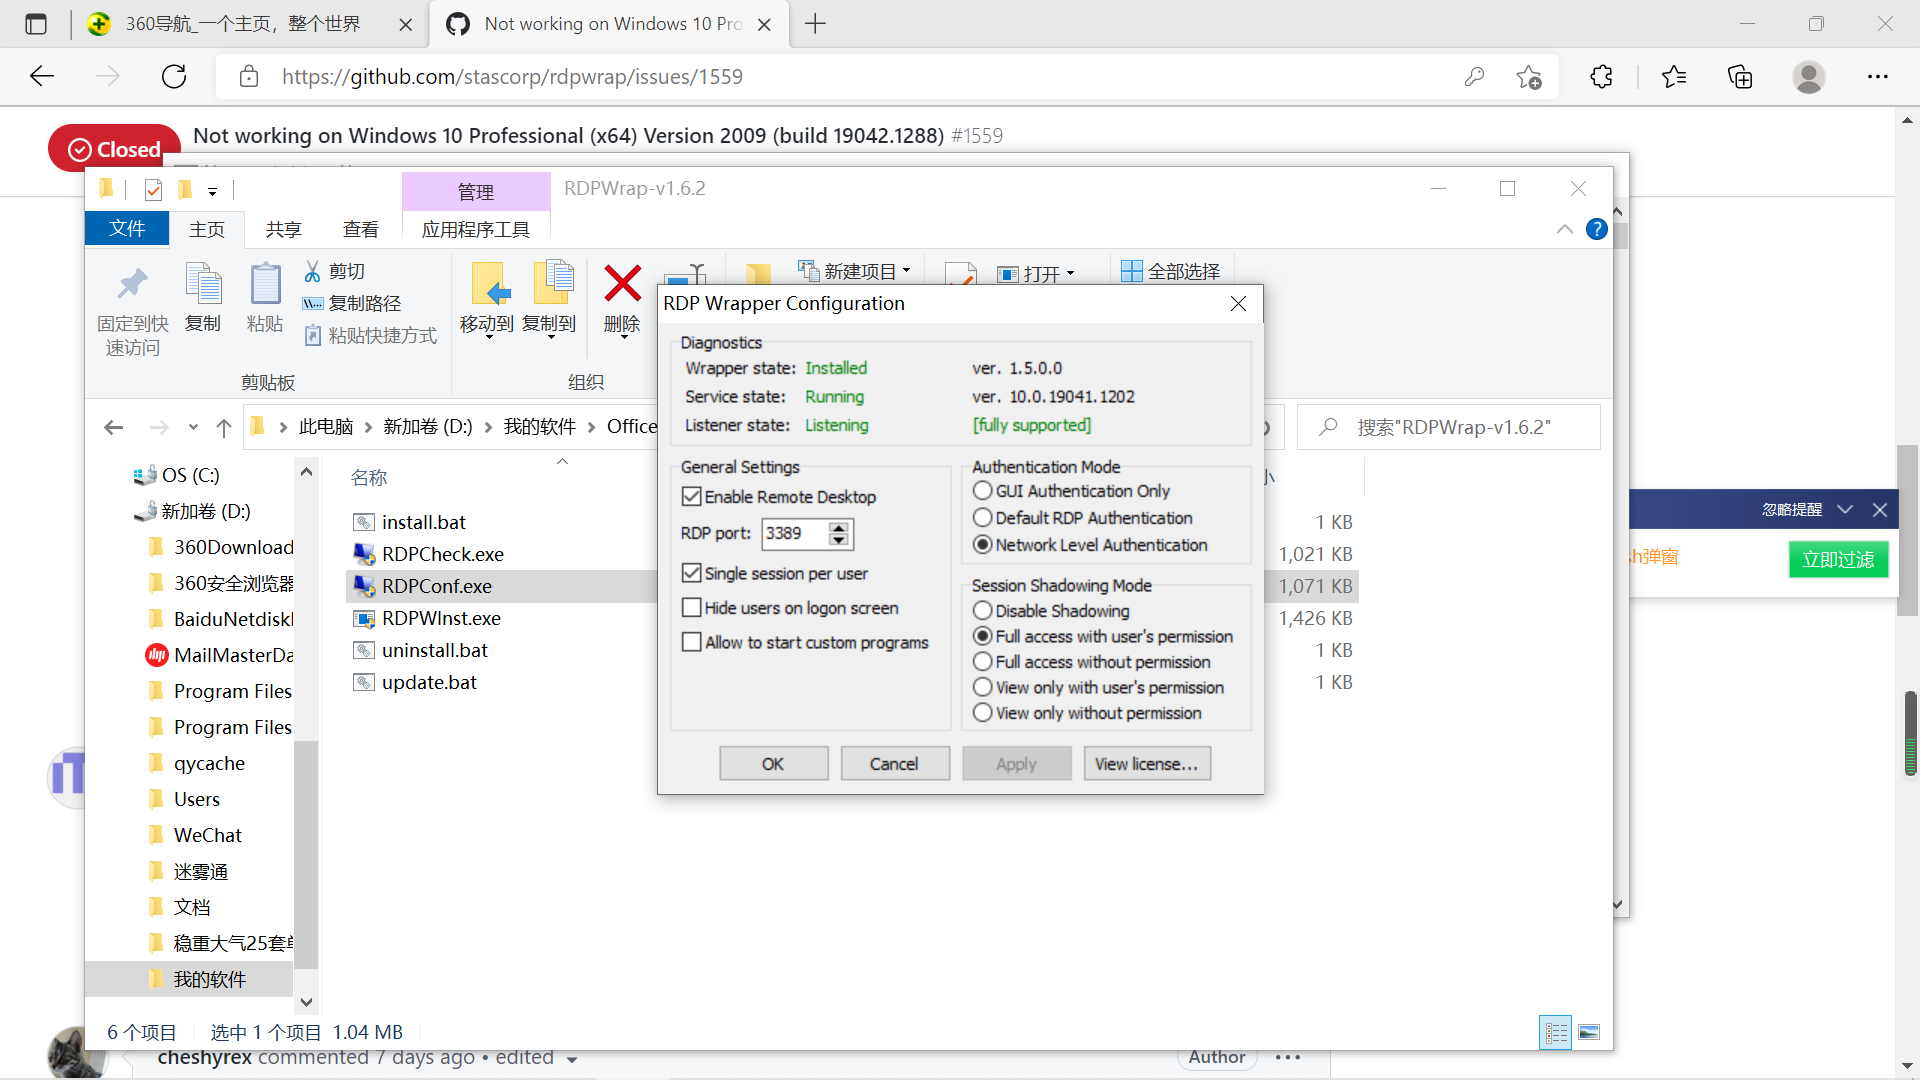 360导航_一个主页，整个世界
Not working on Windows 10 Pro
https://github.com/stascorp/rdpwrap/issues/1559
Closed
Not working on Windows 10 Professional (x64) Version 2009 (build 19042.1288) #1559
管理
RDPWrap-v1.6.2
文件
主页
共享
查看
应用程序工具
固定到快
速访问
复制
粘贴
剪切
复制路径
粘贴快捷方式
剪贴板
移动到
复制到
删除
组织
新建项目
打开
全部选择
此电脑
新加卷 (D:)
我的软件
Office
搜索"RDPWrap-v1.6.2"
OS (C:)
新加卷 (D:)
360Download
360安全浏览器
BaiduNetdisk
MailMasterDa
Program Files
Program Files
qycache
Users
WeChat
迷雾通
文档
稳重大气25套单
我的软件
名称
小
install.bat 1 KB
RDPCheck.exe 1,021 KB
RDPConf.exe 1,071 KB
RDPWInst.exe 1,426 KB
uninstall.bat 1 KB
update.bat 1 KB
RDP Wrapper Configuration
Diagnostics
Wrapper state: Installed ver. 1.5.0.0
Service state: Running ver. 10.0.19041.1202
Listener state: Listening [fully supported]
General Settings
Enable Remote Desktop
RDP port: 3389
Single session per user
Hide users on logon screen
Allow to start custom programs
Authentication Mode
GUI Authentication Only
Default RDP Authentication
Network Level Authentication
Session Shadowing Mode
Disable Shadowing
Full access with user's permission
Full access without permission
View only with user's permission
View only without permission
OK
Cancel
Apply
View license...
忽略提醒
sh弹窗
立即过滤
6 个项目
选中 1 个项目 1.04 MB
cheshyrex commented 7 days ago • edited
Author